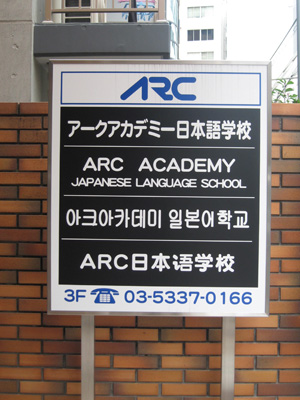 ARC
アークアカデミー日本語学校
ARC ACADEMY
JAPANESE LANGUAGE SCHOOL
아크아카데미 일본어학교
ARC日本语学校
3F ☎ 03-5337-0166